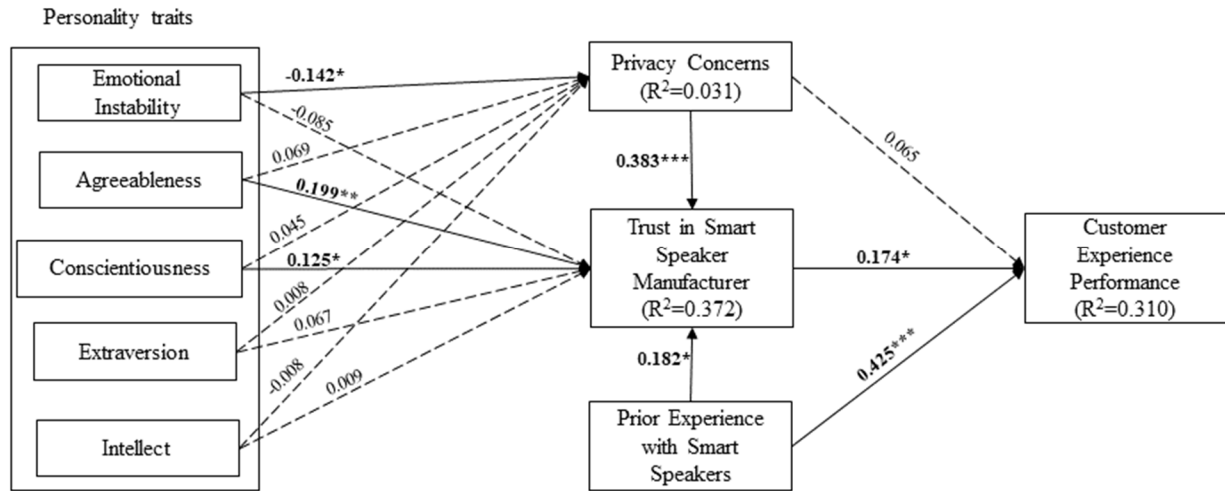 Personality traits
Emotional
Instability
Agreeableness
Conscientiousness
Extraversion
Intellect
-0.142*
-0.085
0.069
0.199**
0.045
0.125*
0.008
0.067
-0.008
0.009
Privacy Concerns
(R²=0.031)
0.383***
Trust in Smart
Speaker
Manufacturer
(R²=0.372)
0.182*
Prior Experience
with Smart
Speakers
0.065
0.174*
0.425***
Customer
Experience
Performance
(R²=0.310)